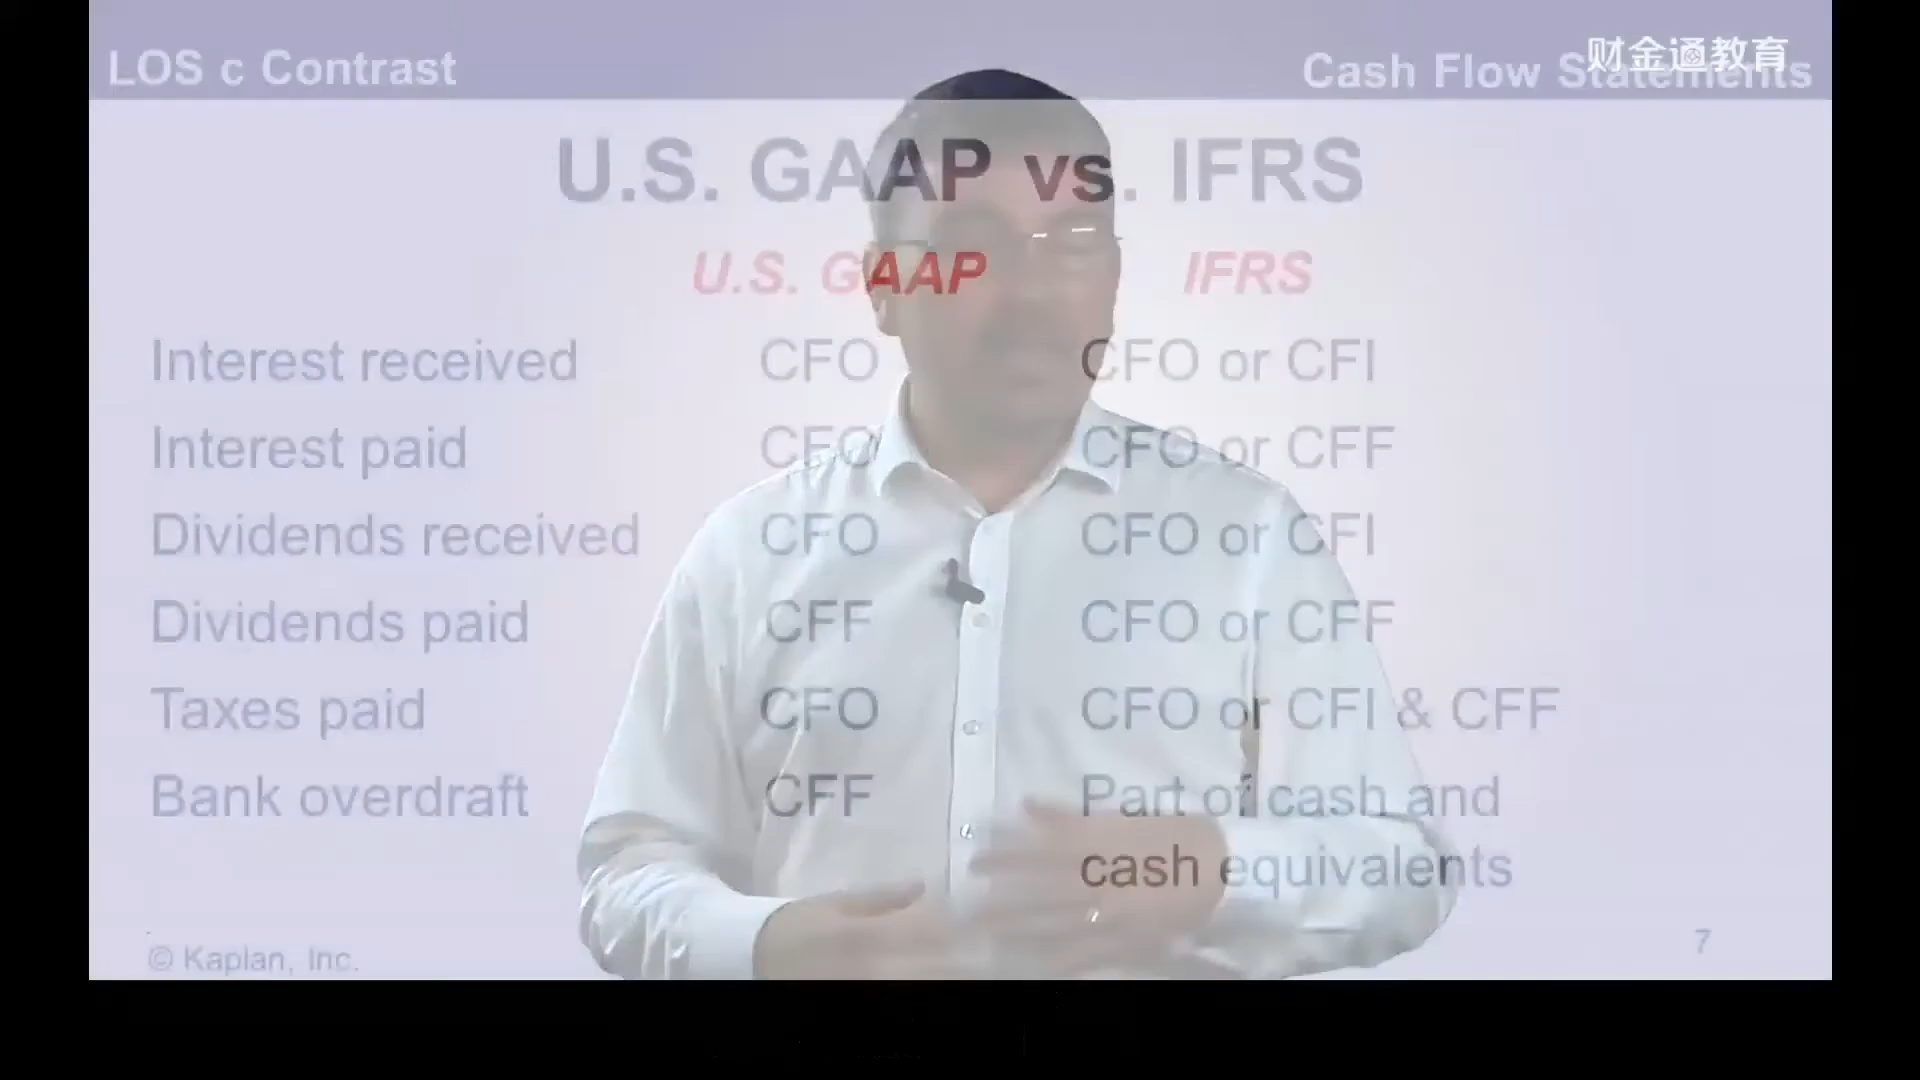 LOS c Contrast
Cash Flow Statements
财金通教育
U.S. GAAP vs. IFRS
U.S. GAAP IFRS
Interest received CFO CFO or CFI
Interest paid CFO CFO or CFF
Dividends received CFO CFO or CFI
Dividends paid CFF CFO or CFF
Taxes paid CFO CFO or CFI & CFF
Bank overdraft CFF Part of cash and
cash equivalents
© Kaplan, Inc.
7